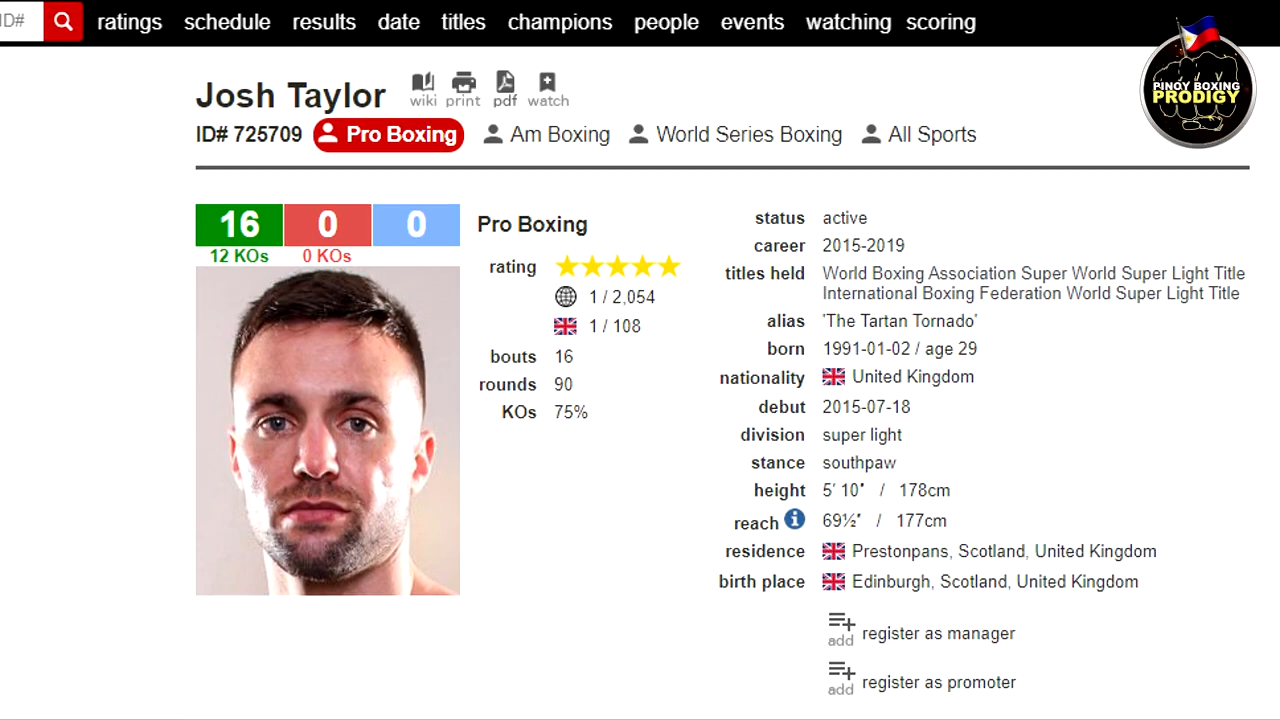 ID#
ratings schedule results date titles champions people events watching scoring
PINOY BOXING
PRODIGY
Josh Taylor
wiki print pdf watch
ID# 725709 Pro Boxing Am Boxing World Series Boxing All Sports
16 0 0
12 KOs 0 KOs
Pro Boxing
rating
1 / 2,054
1 / 108
bouts 16
rounds 90
KOs 75%
status active
career 2015-2019
titles held World Boxing Association Super World Super Light Title
International Boxing Federation World Super Light Title
alias 'The Tartan Tornado'
born 1991-01-02 / age 29
nationality United Kingdom
debut 2015-07-18
division super light
stance southpaw
height 5′ 10″ / 178cm
reach 69½″ / 177cm
residence Prestonpans, Scotland, United Kingdom
birth place Edinburgh, Scotland, United Kingdom
add register as manager
add register as promoter